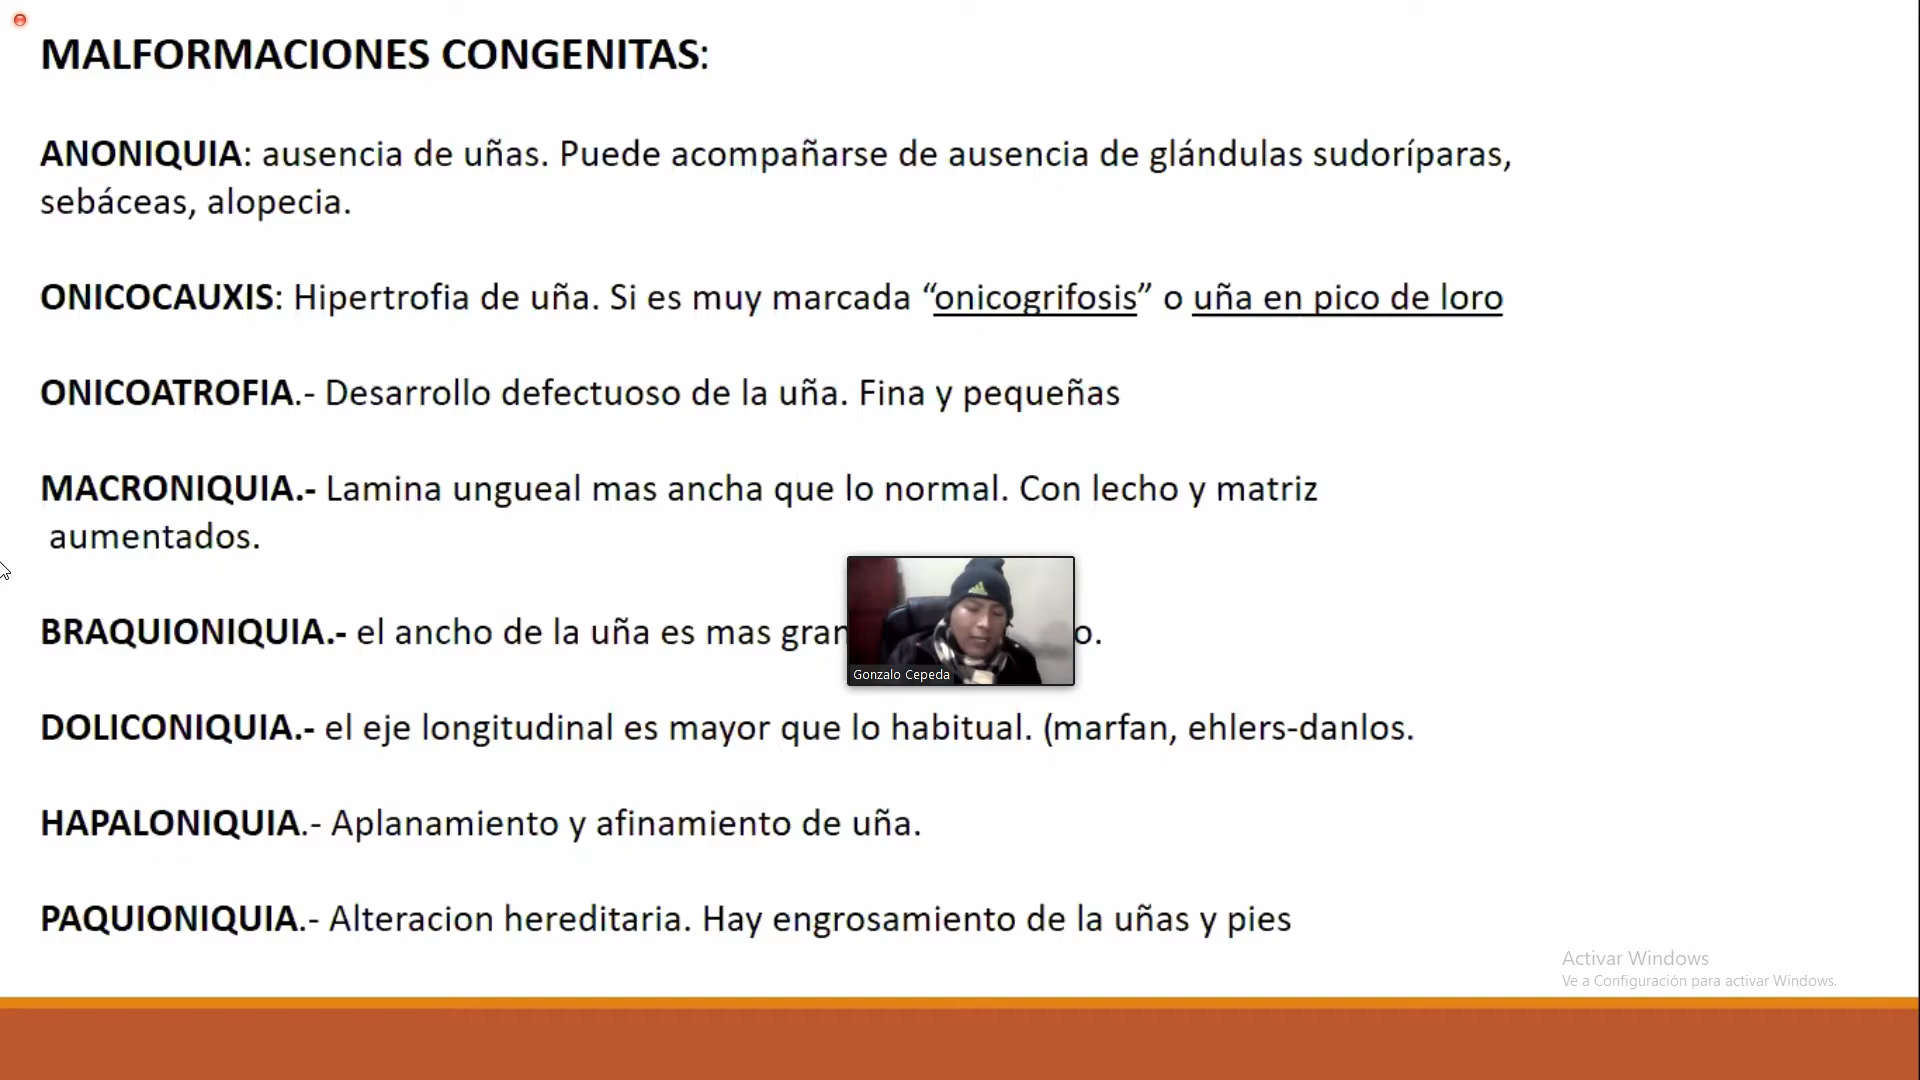 MALFORMACIONES CONGENITAS:
ANONIQUIA: ausencia de uñas. Puede acompañarse de ausencia de glándulas sudoríparas,
sebáceas, alopecia.
ONICOCAUXIS: Hipertrofia de uña. Si es muy marcada “onicogrifosis” o uña en pico de loro
ONICOATROFIA.- Desarrollo defectuoso de la uña. Fina y pequeñas
MACRONIQUIA.- Lamina ungueal mas ancha que lo normal. Con lecho y matriz
aumentados.
BRAQUIONIQUIA.- el ancho de la uña es mas
Gonzalo Cepeda
DOLICONIQUIA.- el eje longitudinal es mayor que lo habitual. (marfan, ehlers-danlos.
HAPALONIQUIA.- Aplanamiento y afinamiento de uña.
PAQUIONIQUIA.- Alteracion hereditaria. Hay engrosamiento de la uñas y pies
Activar Windows
Ve a Configuración para activar Windows.